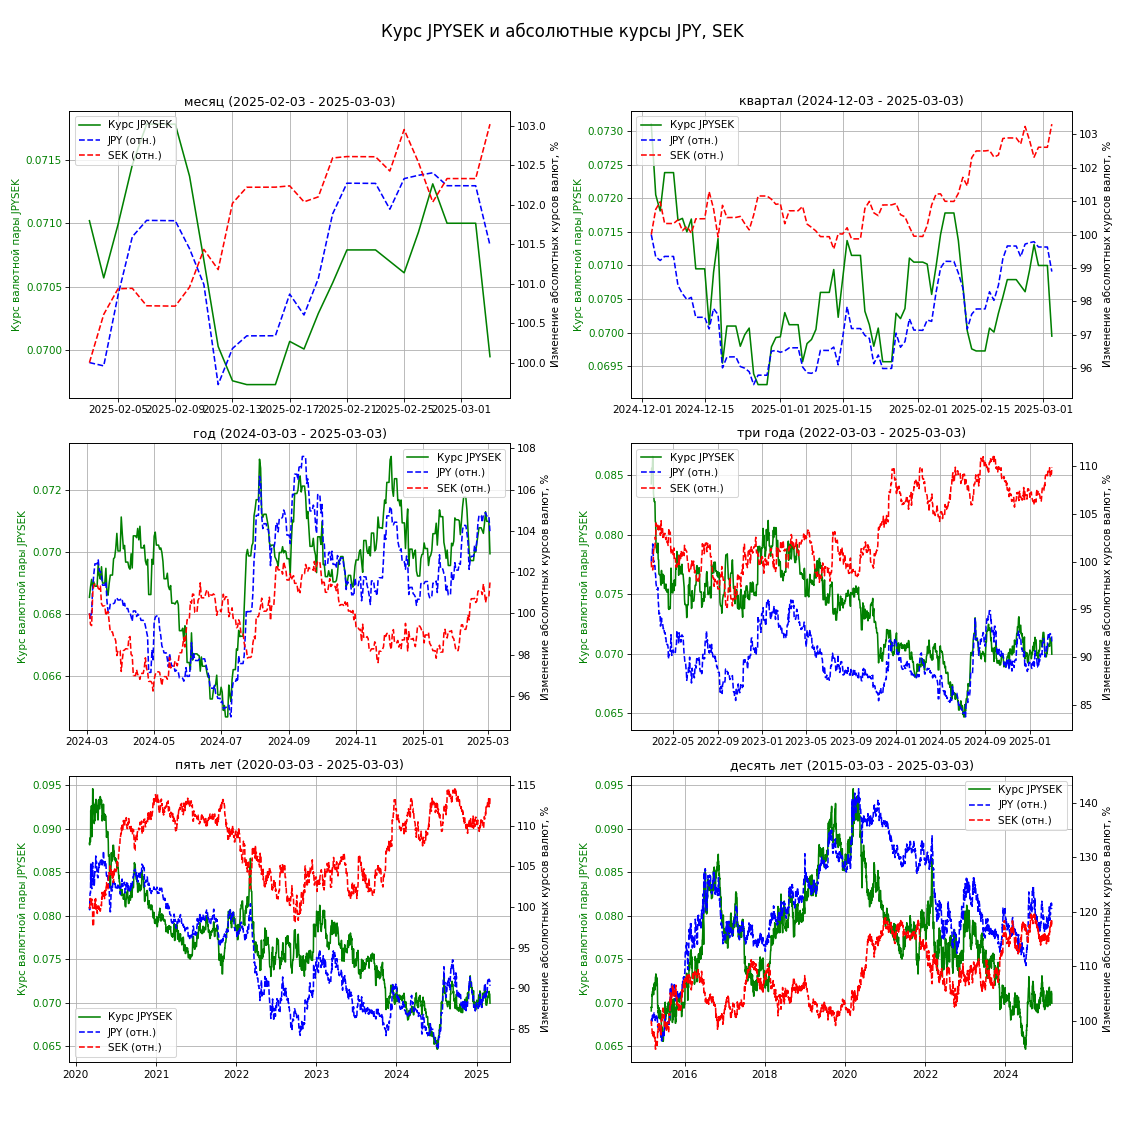 Курс JPYSEK и абсолютные курсы JPY, SEK
месяц (2025-02-03 - 2025-03-03)
Курс валютной пары JPYSEK
0.0715
0.0710
0.0705
0.0700
Курс JPYSEK
JPY (отн.)
SEK (отн.)
103.0
102.5
102.0
101.5
101.0
100.5
100.0
Изменение абсолютных курсов валют, %
2025-02-05 2025-02-09 2025-02-13 2025-02-17 2025-02-21 2025-02-25 2025-03-01
квартал (2024-12-03 - 2025-03-03)
Курс валютной пары JPYSEK
0.0730
0.0725
0.0720
0.0715
0.0710
0.0705
0.0700
0.0695
Курс JPYSEK
JPY (отн.)
SEK (отн.)
103
102
101
100
99
98
97
96
Изменение абсолютных курсов валют, %
2024-12-01 2024-12-15 2025-01-01 2025-01-15 2025-02-01 2025-02-15 2025-03-01
год (2024-03-03 - 2025-03-03)
Курс валютной пары JPYSEK
0.072
0.070
0.068
0.066
Курс JPYSEK
JPY (отн.)
SEK (отн.)
108
106
104
102
100
98
96
Изменение абсолютных курсов валют, %
2024-03 2024-05 2024-07 2024-09 2024-11 2025-01 2025-03
три года (2022-03-03 - 2025-03-03)
Курс валютной пары JPYSEK
0.085
0.080
0.075
0.070
0.065
Курс JPYSEK
JPY (отн.)
SEK (отн.)
110
105
100
95
90
85
Изменение абсолютных курсов валют, %
2022-05 2022-09 2023-01 2023-05 2023-09 2024-01 2024-05 2024-09 2025-01
пять лет (2020-03-03 - 2025-03-03)
Курс валютной пары JPYSEK
0.095
0.090
0.085
0.080
0.075
0.070
0.065
Курс JPYSEK
JPY (отн.)
SEK (отн.)
115
110
105
100
95
90
85
Изменение абсолютных курсов валют, %
2020 2021 2022 2023 2024 2025
десять лет (2015-03-03 - 2025-03-03)
Курс валютной пары JPYSEK
0.095
0.090
0.085
0.080
0.075
0.070
0.065
Курс JPYSEK
JPY (отн.)
SEK (отн.)
140
130
120
110
100
Изменение абсолютных курсов валют, %
2016 2018 2020 2022 2024